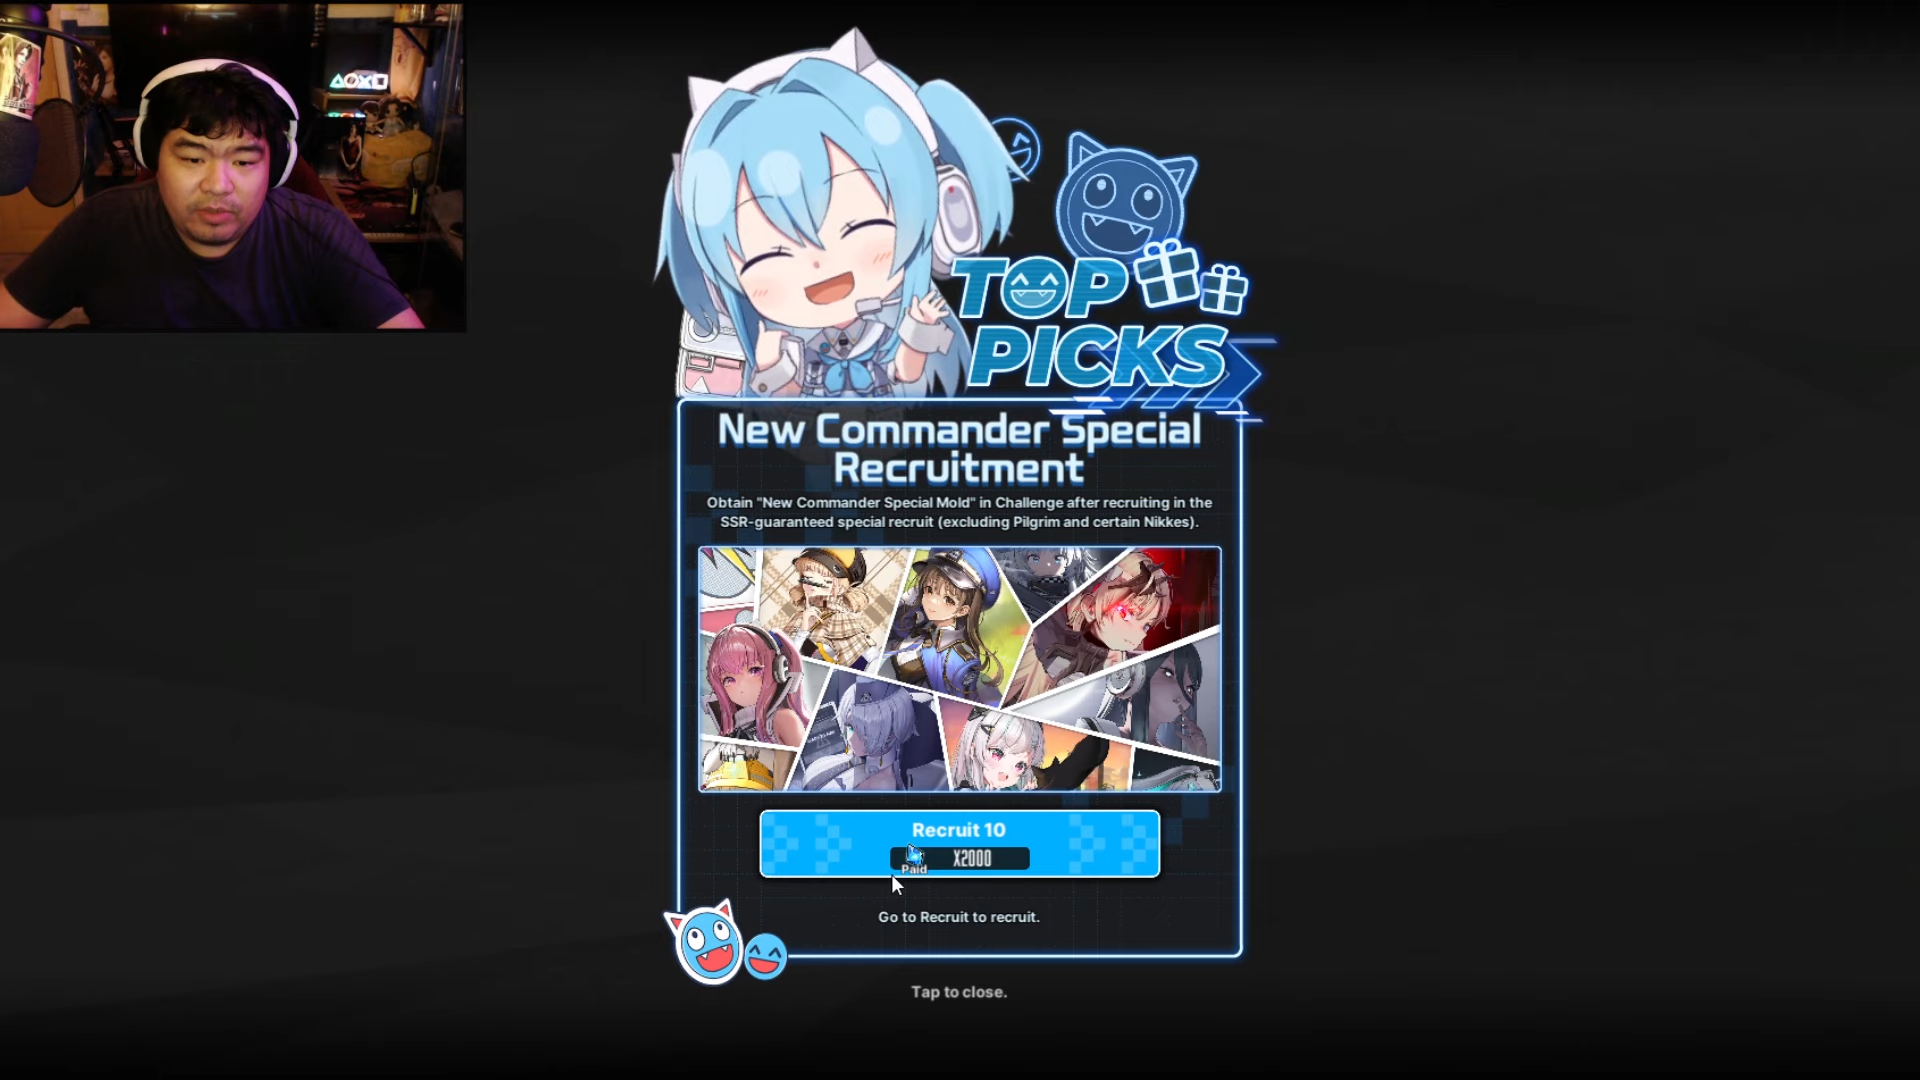 TOP
PICKS
New Commander Special
Recruitment
Obtain "New Commander Special Mold" in Challenge after recruiting in the
SSR-guaranteed special recruit (excluding Pilgrim and certain Nikkes).
Recruit 10
Paid
X2000
Go to Recruit to recruit.
Tap to close.